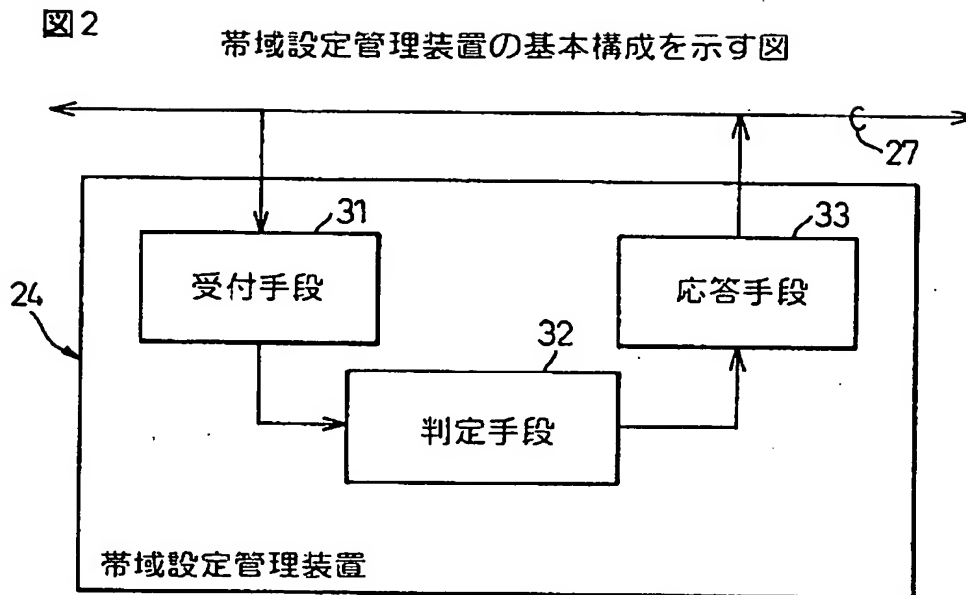 図2
帯域設定管理装置の基本構成を示す図
27
31
33
受付手段
応答手段
24
32
判定手段
帯域設定管理装置